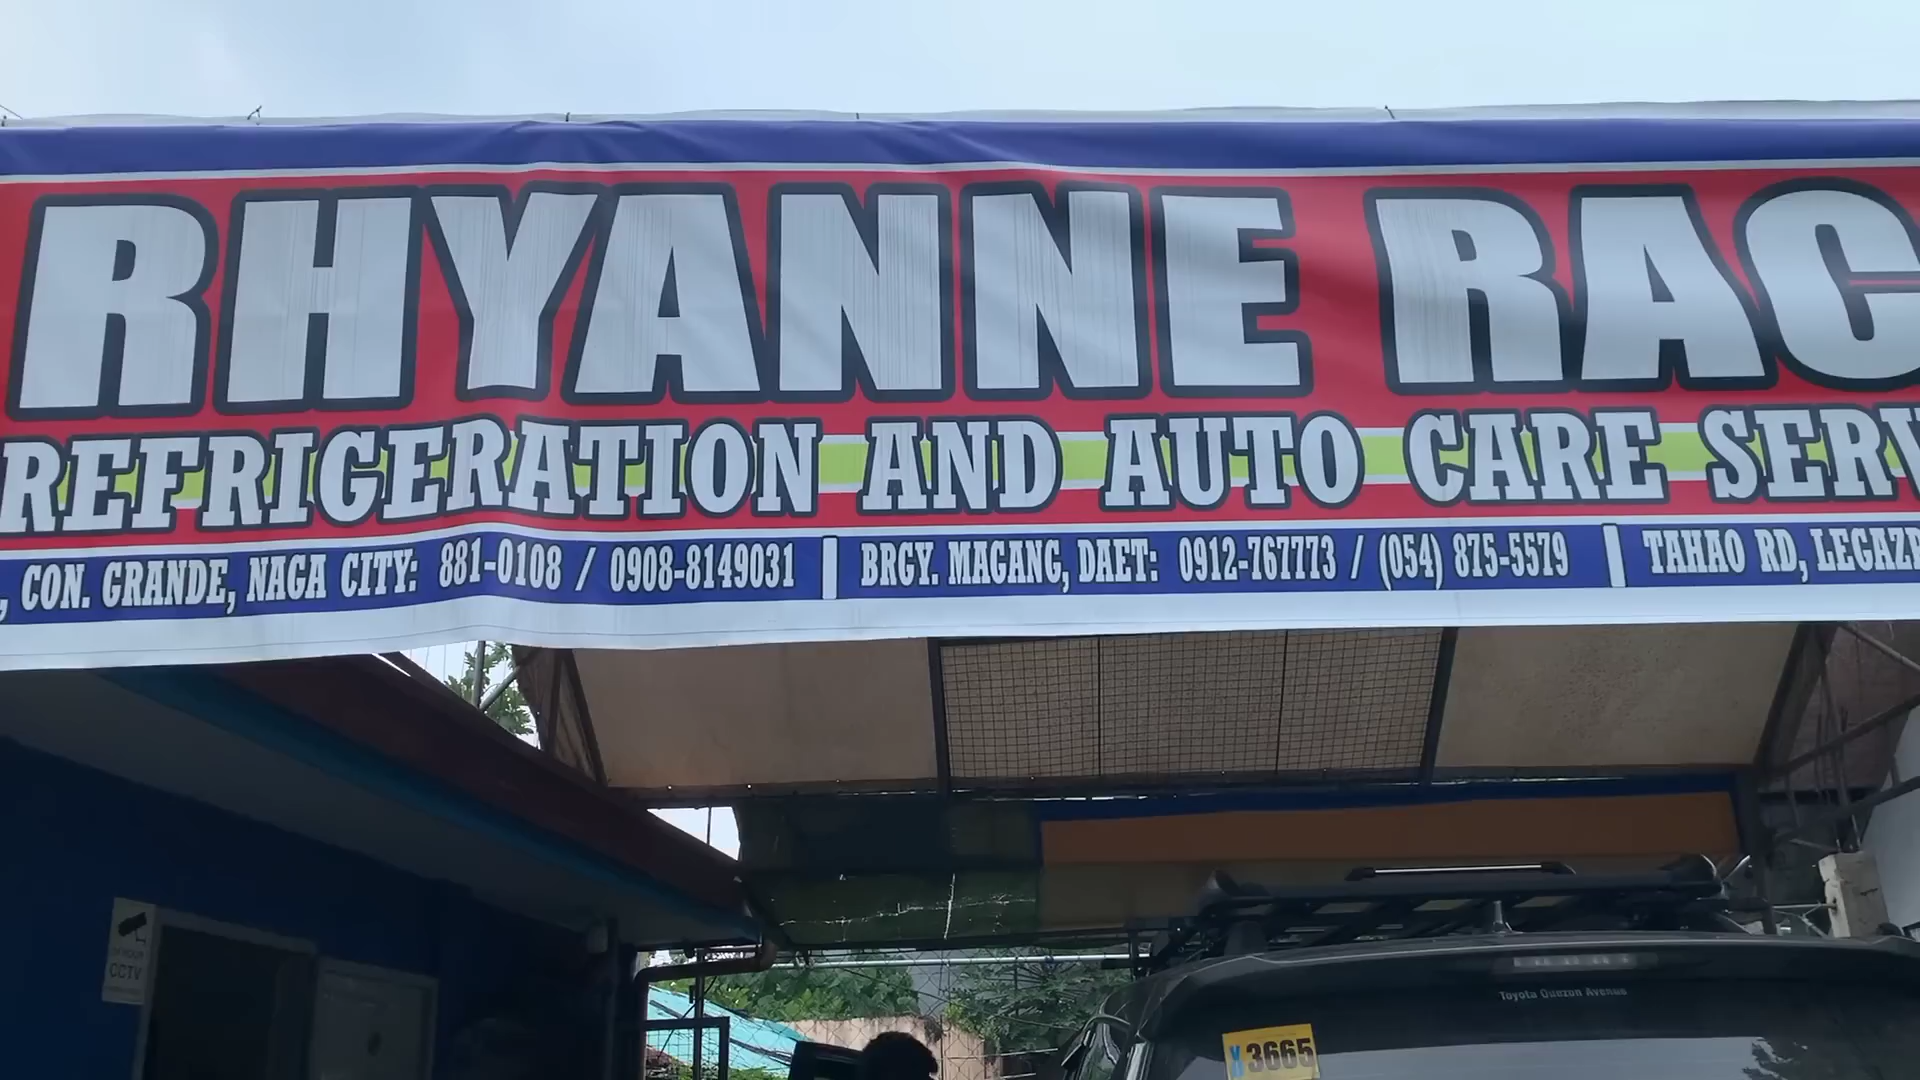 RHYANNE RAC
REFRIGERATION AND AUTO CARE SERV
, CON. GRANDE, NAGA CITY: 881-0108 / 0908-8149031 | BRGY. MAGANG, DAET: 0912-767773 / (054) 875-5579 | TAHAO RD, LEGAZP
CCTV
Toyota Quezon Avenue
3665